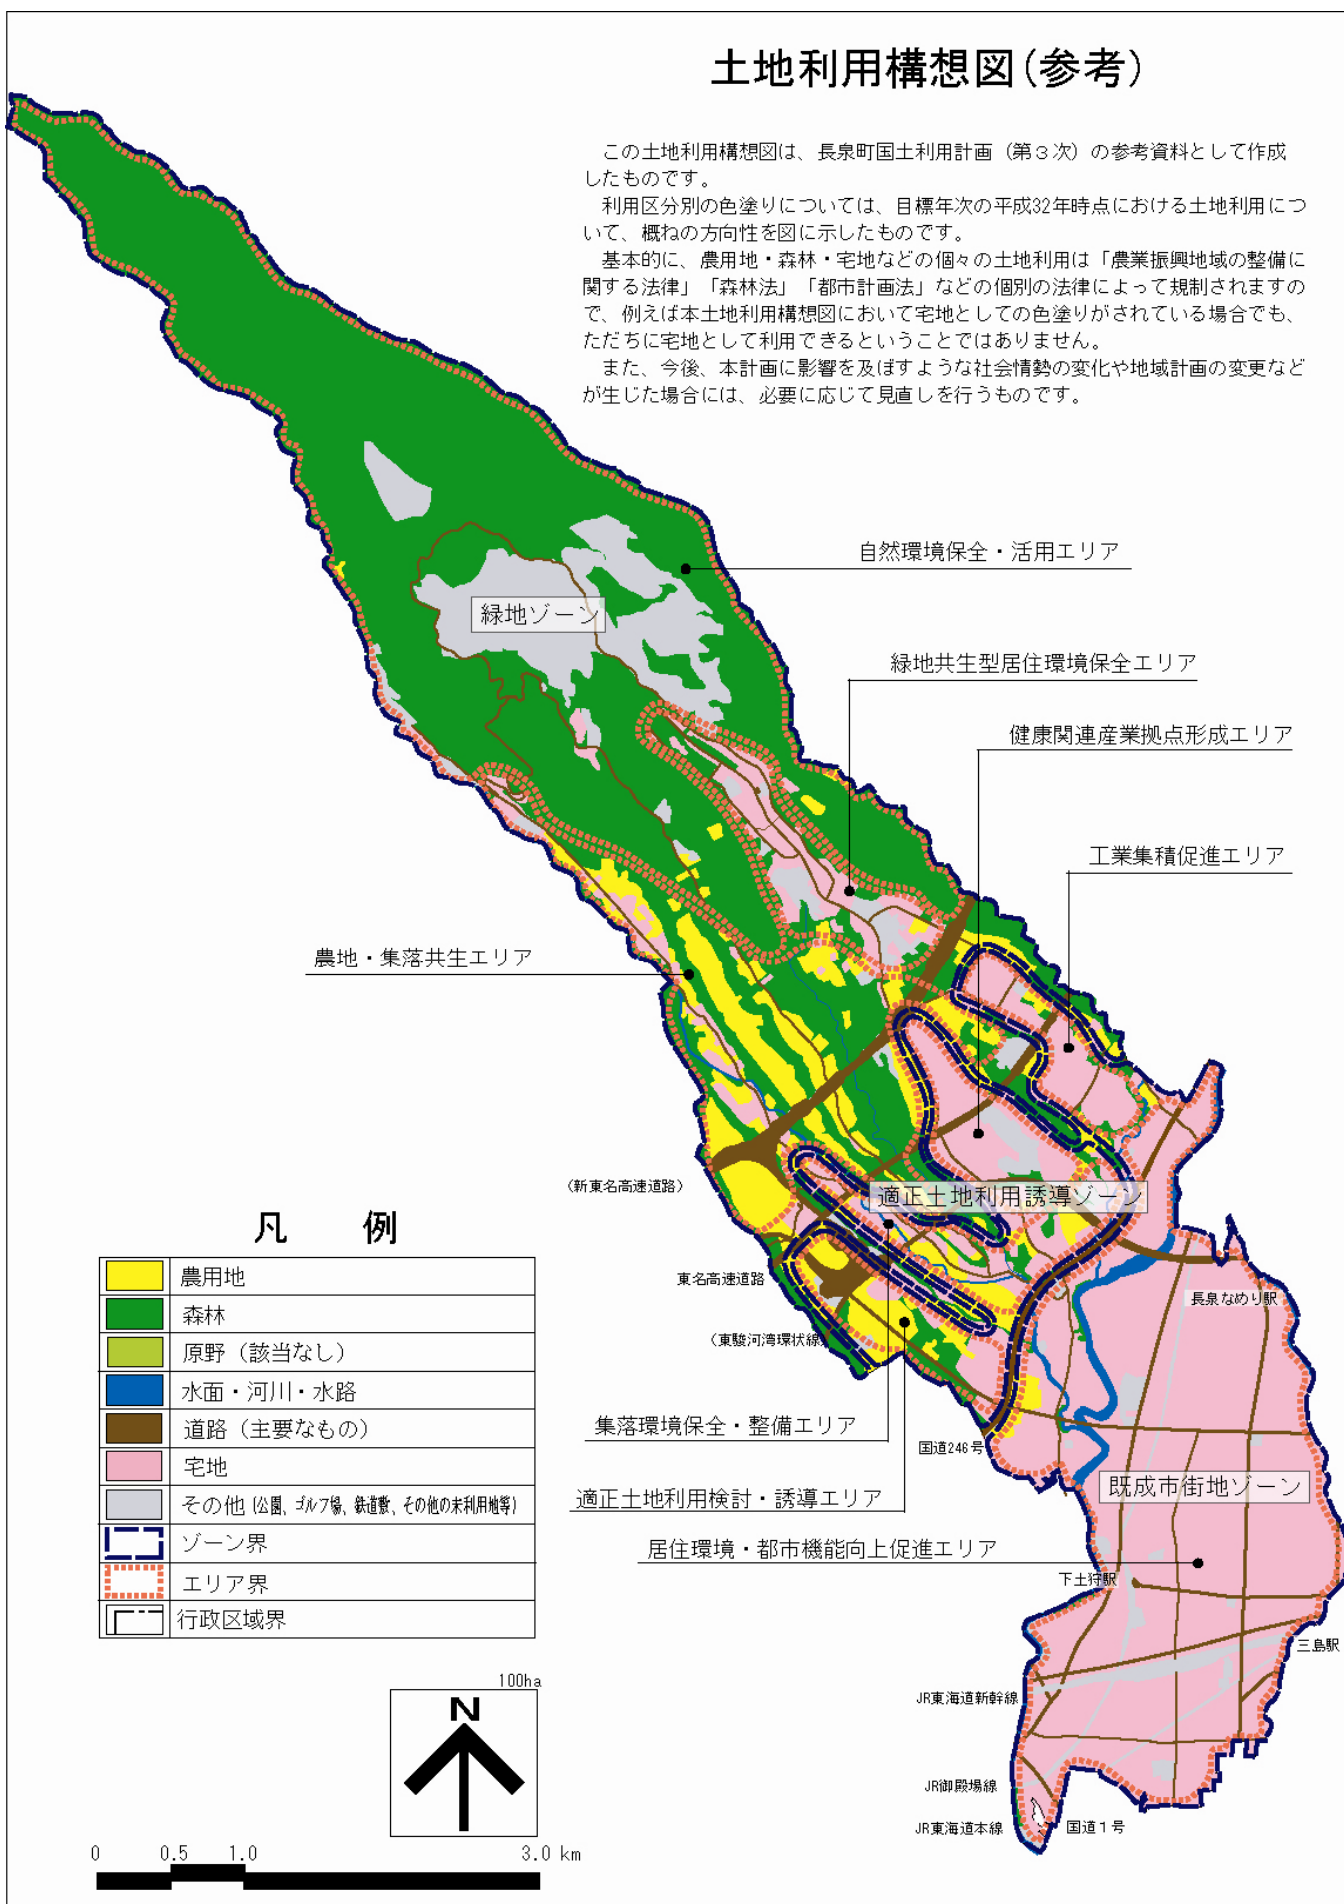 土地利用構想図(参考)
この土地利用構想図は、長泉町国土利用計画（第３次）の参考資料として作成
したものです。
利用区分別の色塗りについては、目標年次の平成32年時点における土地利用につ
いて、概ねの方向性を図に示したものです。
基本的に、農用地・森林・宅地などの個々の土地利用は「農業振興地域の整備に
関する法律」「森林法」「都市計画法」などの個別の法律によって規制されますの
で、例えば本土地利用構想図において宅地としての色塗りがされている場合でも、
ただちに宅地として利用できるということではありません。
また、今後、本計画に影響を及ぼすような社会情勢の変化や地域計画の変更など
が生じた場合には、必要に応じて見直しを行うものです。
自然環境保全・活用エリア
緑地ゾーン
緑地共生型居住環境保全エリア
健康関連産業拠点形成エリア
工業集積促進エリア
農地・集落共生エリア
（新東名高速道路）
適正土地利用誘導ゾーン
東名高速道路
長泉なめり駅
（東駿河湾環状線）
集落環境保全・整備エリア
国道246号
適正土地利用検討・誘導エリア
既成市街地ゾーン
居住環境・都市機能向上促進エリア
下土狩駅
三島駅
JR東海道新幹線
JR御殿場線
JR東海道本線
国道１号
凡　例
農用地
森林
原野（該当なし）
水面・河川・水路
道路（主要なもの）
宅地
その他（公園、ゴルフ場、鉄道敷、その他の未利用地等）
ゾーン界
エリア界
行政区域界
100ha
N
0 0.5 1.0 3.0 km